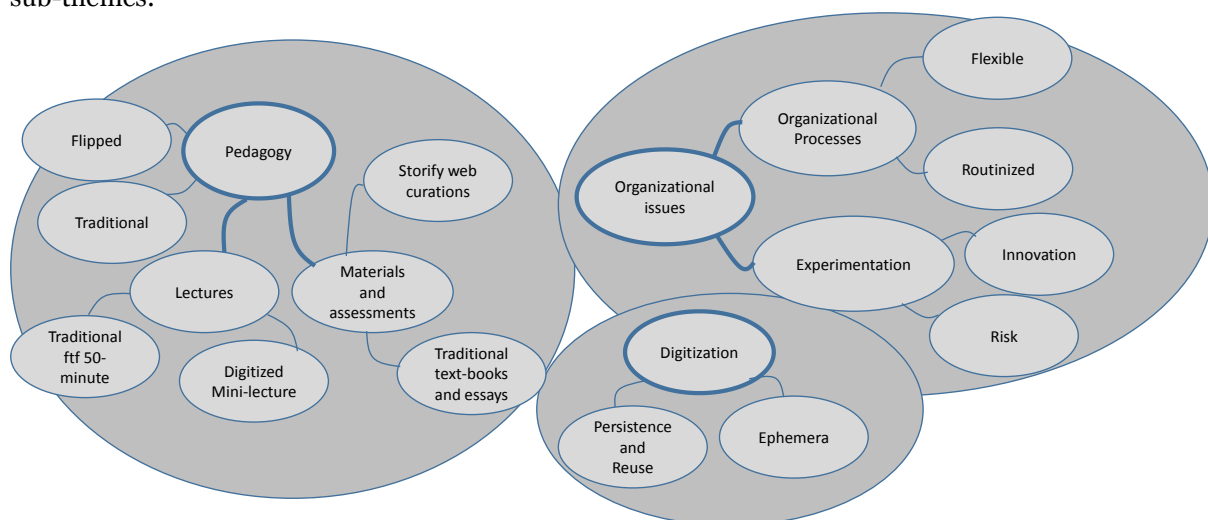 sub-themes.
Flipped
Pedagogy
Traditional
Storify web
curations
Lectures
Materials
and
assessments
Traditional
ftf 50-
minute
Digitized
Mini-lecture
Traditional
text-books
and essays
Organizational
issues
Organizational
Processes
Flexible
Routinized
Experimentation
Innovation
Risk
Digitization
Persistence
and
Reuse
Ephemera